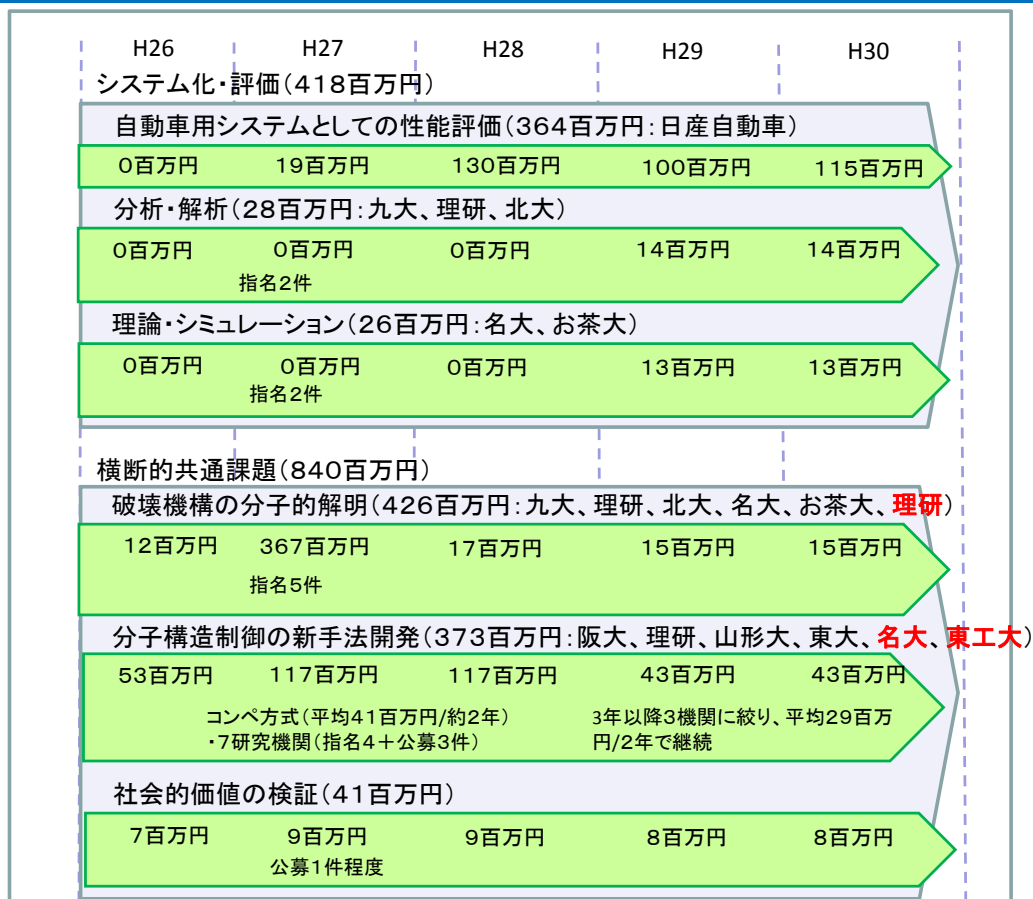 H26 H27 H28 H29 H30
システム化・評価(418百万円)
自動車用システムとしての性能評価(364百万円:日産自動車)
0百万円 19百万円 130百万円 100百万円 115百万円
分析・解析(28百万円:九大、理研、北大)
0百万円 0百万円 0百万円 14百万円 14百万円
指名2件
理論・シミュレーション(26百万円:名大、お茶大)
0百万円 0百万円 0百万円 13百万円 13百万円
指名2件
横断的共通課題(840百万円)
破壊機構の分子的解明(426百万円:九大、理研、北大、名大、お茶大、理研)
12百万円 367百万円 17百万円 15百万円 15百万円
指名5件
分子構造制御の新手法開発(373百万円:阪大、理研、山形大、東大、名大、東工大)
53百万円 117百万円 117百万円 43百万円 43百万円
コンペ方式(平均41百万円/約2年)
・7研究機関(指名4+公募3件)
3年以降3機関に絞り、平均29百万
円/2年で継続
社会的価値の検証(41百万円)
7百万円 9百万円 9百万円 8百万円 8百万円
公募1件程度